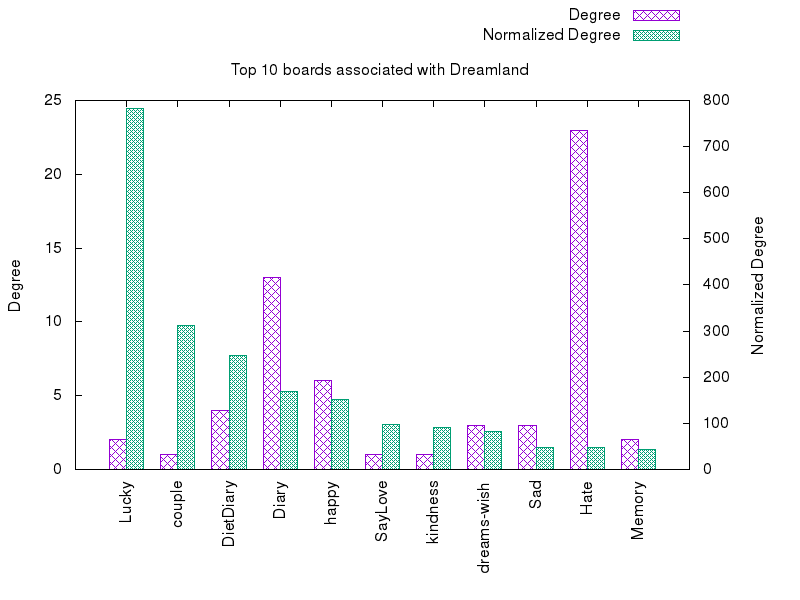 Degree
Normalized Degree
Top 10 boards associated with Dreamland
25
20
15
10
5
0
800
700
600
500
400
300
200
100
0
Degree
Normalized Degree
Lucky
couple
DietDiary
Diary
happy
SayLove
kindness
dreams-wish
Sad
Hate
Memory